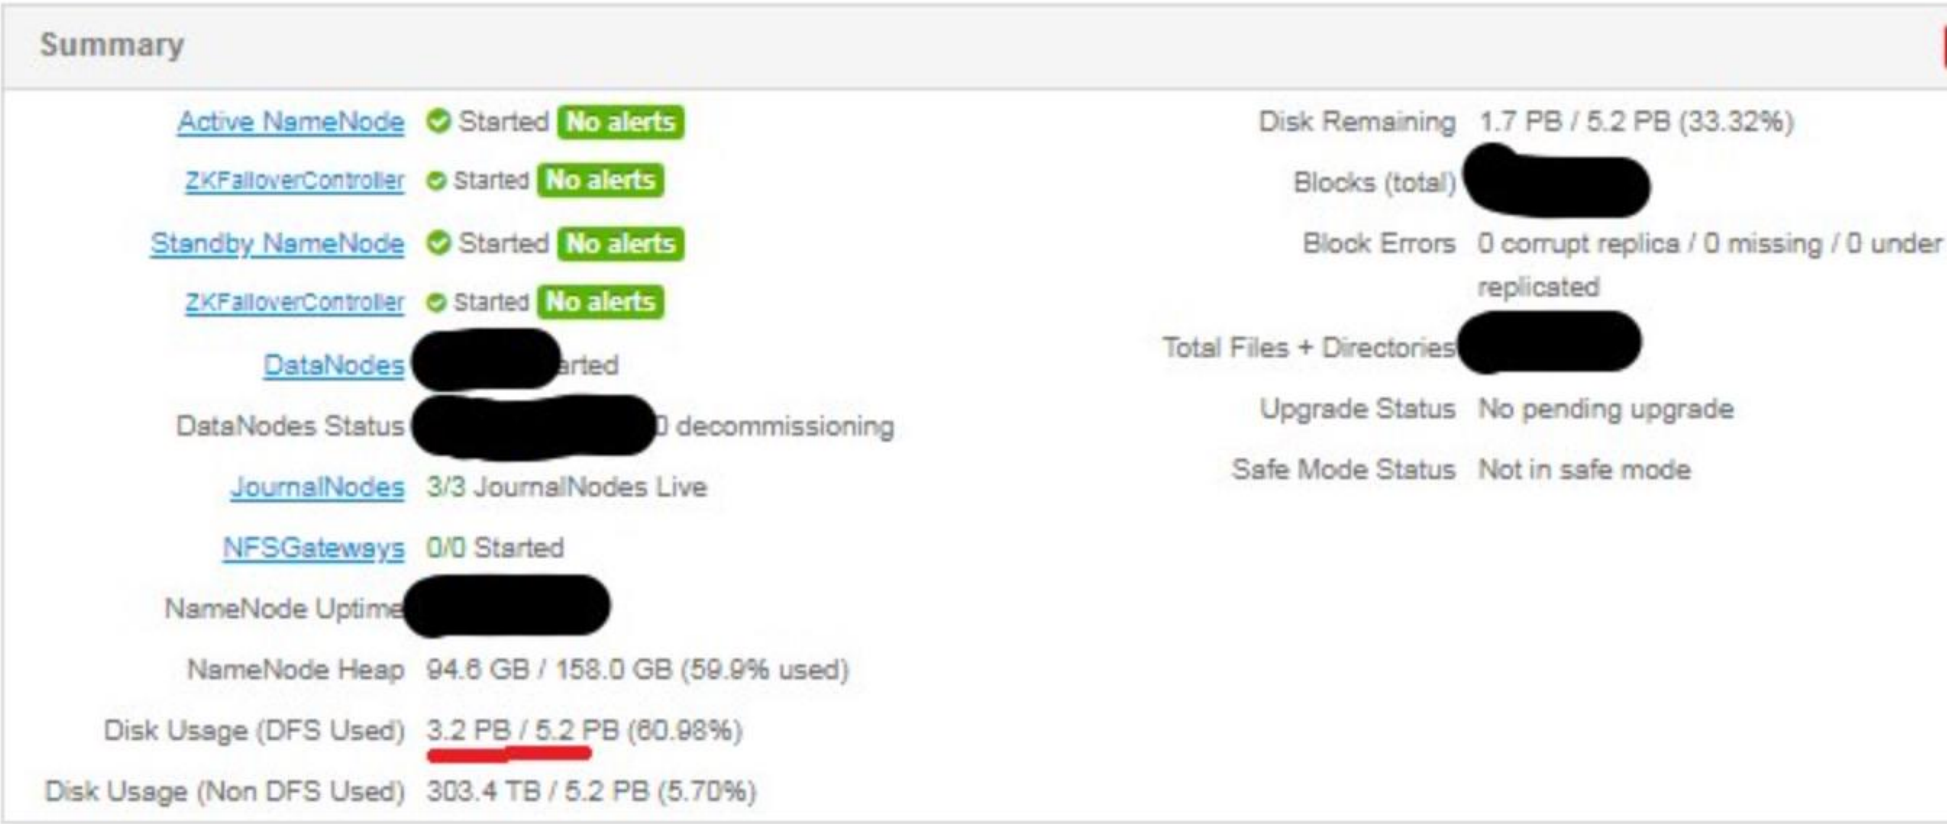 Summary
Active NameNode Started No alerts
ZKFailoverController Started No alerts
Standby NameNode Started No alerts
ZKFailoverController Started No alerts
DataNodes arted
DataNodes Status 0 decommissioning
JournalNodes 3/3 JournalNodes Live
NFSGateways 0/0 Started
NameNode Uptime
NameNode Heap 94.6 GB / 158.0 GB (59.9% used)
Disk Usage (DFS Used) 3.2 PB / 5.2 PB (60.98%)
Disk Usage (Non DFS Used) 303.4 TB / 5.2 PB (5.70%)
Disk Remaining 1.7 PB / 5.2 PB (33.32%)
Blocks (total)
Block Errors 0 corrupt replica / 0 missing / 0 under
replicated
Total Files + Directories
Upgrade Status No pending upgrade
Safe Mode Status Not in safe mode